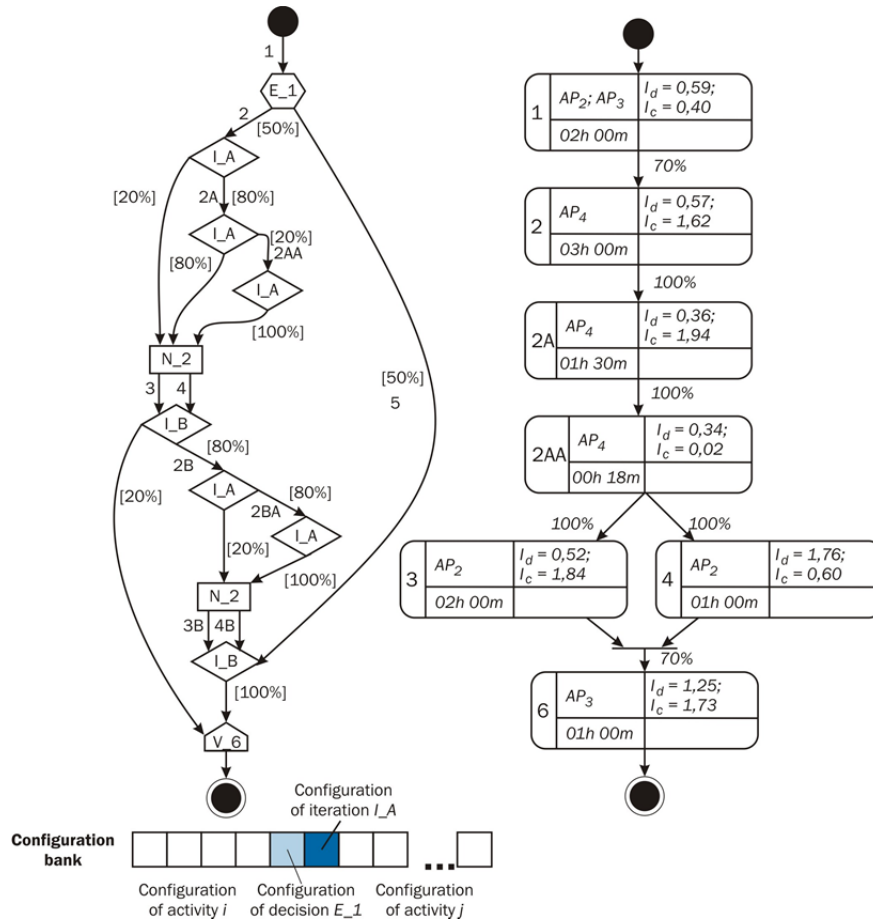 1
E_1
2
[50%]
I_A
[20%]
2A
[80%]
I_A
[20%]
2AA
[80%]
I_A
[100%]
N_2
3
4
[50%]
5
I_B
[80%]
2B
I_A
[20%]
[80%]
2BA
I_A
[20%]
[100%]
N_2
3B
4B
I_B
[100%]
V_6
1
AP2; AP3
Id = 0,59;
Ic = 0,40
02h 00m
70%
2
AP4
Id = 0,57;
Ic = 1,62
03h 00m
100%
2A
AP4
Id = 0,36;
Ic = 1,94
01h 30m
100%
2AA
AP4
Id = 0,34;
Ic = 0,02
00h 18m
100%
100%
3
AP2
Id = 0,52;
Ic = 1,84
02h 00m
4
AP2
Id = 1,76;
Ic = 0,60
01h 00m
70%
6
AP3
Id = 1,25;
Ic = 1,73
01h 00m
Configuration
of iteration I_A
Configuration
bank
...
Configuration
of activity i
Configuration
of decision E_1
Configuration
of activity j